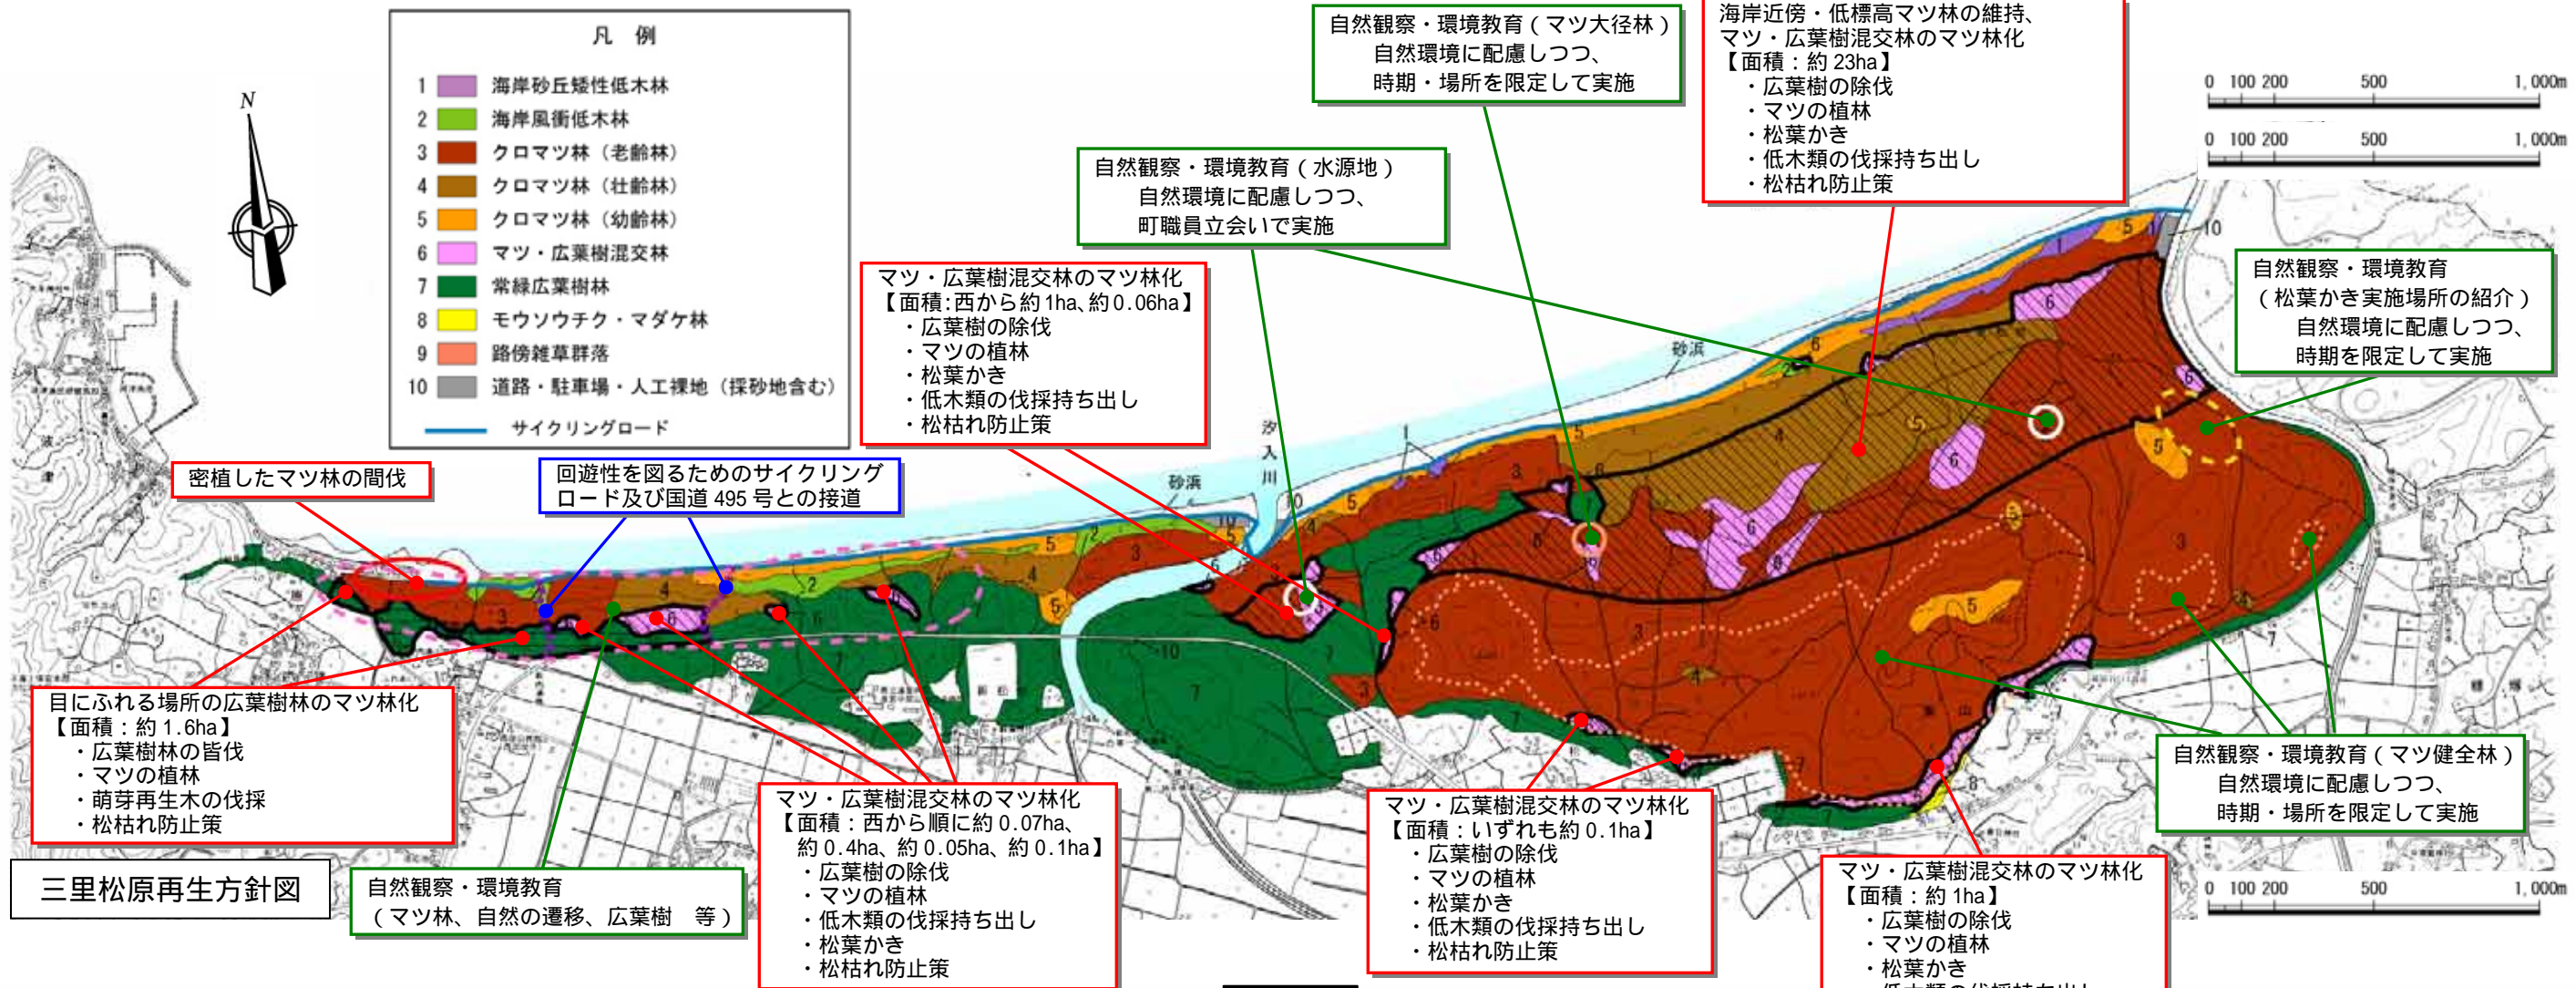 凡 例
1 海岸砂丘矮性低木林
2 海岸風衝低木林
3 クロマツ林（老齢林）
4 クロマツ林（壮齢林）
5 クロマツ林（幼齢林）
6 マツ・広葉樹混交林
7 常緑広葉樹林
8 モウソウチク・マダケ林
9 路傍雑草群落
10 道路・駐車場・人工裸地（採砂地含む）
サイクリングロード
N
自然観察・環境教育（マツ大径林）
自然環境に配慮しつつ、
時期・場所を限定して実施
海岸近傍・低標高マツ林の維持、
マツ・広葉樹混交林のマツ林化
【面積：約 23ha】
・広葉樹の除伐
・マツの植林
・松葉かき
・低木類の伐採持ち出し
・松枯れ防止策
0 100 200 500 1,000m
0 100 200 500 1,000m
自然観察・環境教育（水源地）
自然環境に配慮しつつ、
町職員立会いで実施
マツ・広葉樹混交林のマツ林化
【面積：西から約1ha、約0.06ha】
・広葉樹の除伐
・マツの植林
・松葉かき
・低木類の伐採持ち出し
・松枯れ防止策
自然観察・環境教育
（松葉かき実施場所の紹介）
自然環境に配慮しつつ、
時期を限定して実施
密植したマツ林の間伐
回遊性を図るためのサイクリング
ロード及び国道 495 号との接道
砂浜
汐入川
砂浜
目にふれる場所の広葉樹林のマツ林化
【面積：約 1.6ha】
・広葉樹林の皆伐
・マツの植林
・萌芽再生木の伐採
・松枯れ防止策
三里松原再生方針図
自然観察・環境教育
（マツ林、自然の遷移、広葉樹 等）
マツ・広葉樹混交林のマツ林化
【面積：西から順に約 0.07ha、
約 0.4ha、約 0.05ha、約 0.1ha】
・広葉樹の除伐
・マツの植林
・低木類の伐採持ち出し
・松葉かき
・松枯れ防止策
マツ・広葉樹混交林のマツ林化
【面積：いずれも約 0.1ha】
・広葉樹の除伐
・マツの植林
・松葉かき
・低木類の伐採持ち出し
・松枯れ防止策
自然観察・環境教育（マツ健全林）
自然環境に配慮しつつ、
時期・場所を限定して実施
マツ・広葉樹混交林のマツ林化
【面積：約 1ha】
・広葉樹の除伐
・マツの植林
・松葉かき
・低木類の伐採持ち出し
0 100 200 500 1,000m